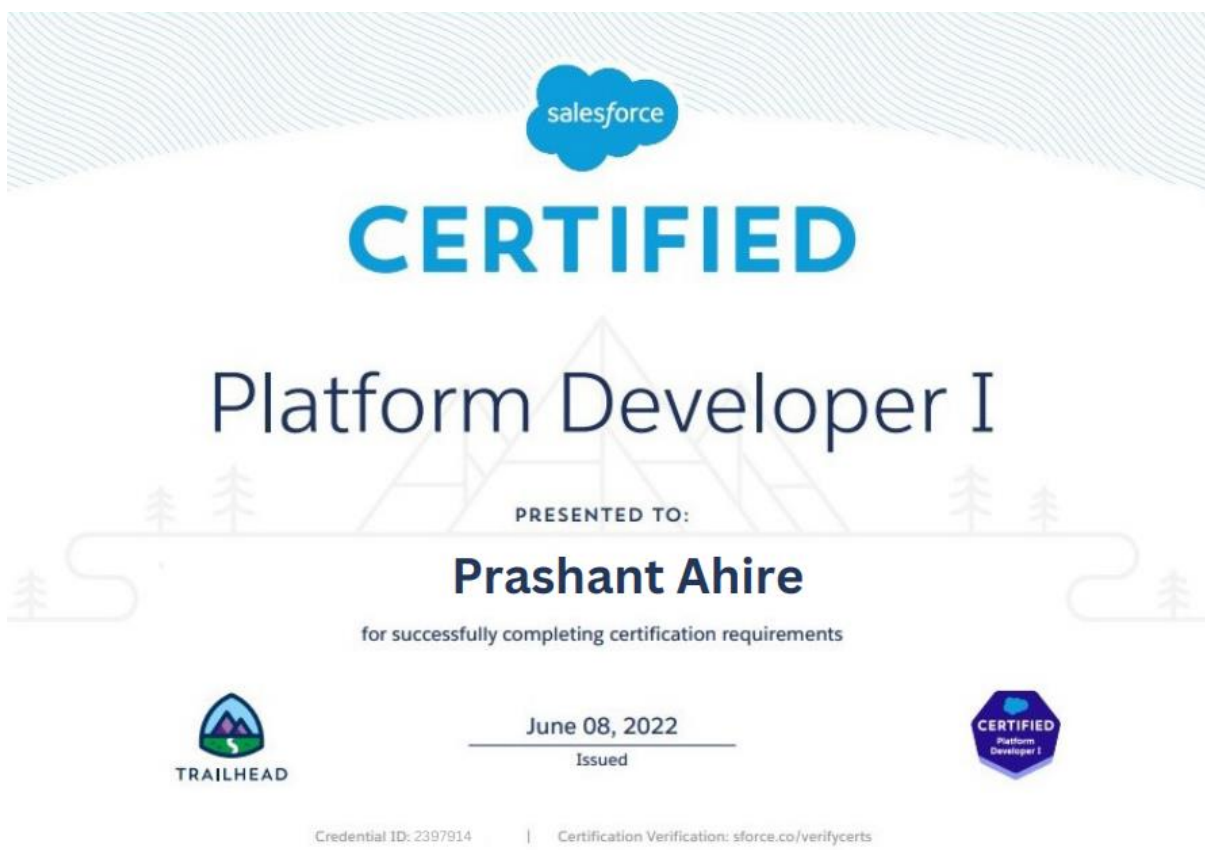 salesforce
CERTIFIED
Platform Developer I
PRESENTED TO:
Prashant Ahire
for successfully completing certification requirements
June 08, 2022
Issued
TRAILHEAD
CERTIFIED
Platform
Developer I
Credential ID: 2397914 | Certification Verification: sforce.co/verifycerts